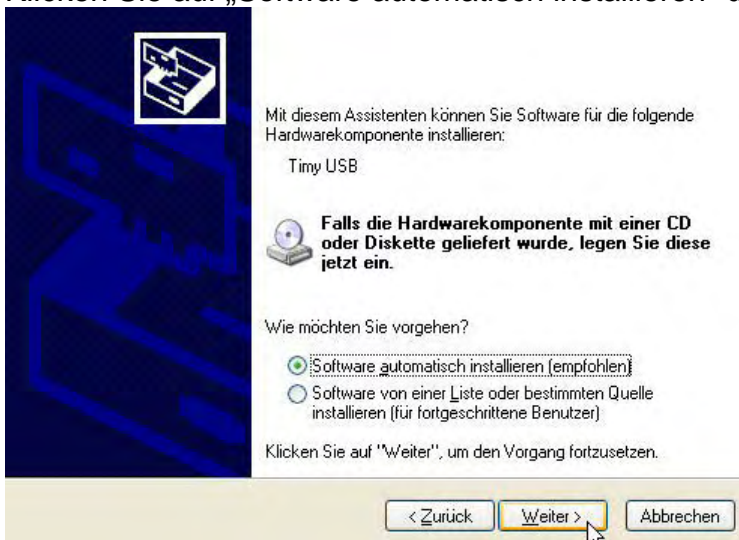 Klicken Sie auf „Software automatisch installieren“
Mit diesem Assistenten können Sie Software für die folgende
Hardwarekomponente installieren:
Timy USB
Falls die Hardwarekomponente mit einer CD
oder Diskette geliefert wurde, legen Sie diese
jetzt ein.
Wie möchten Sie vorgehen?
Software automatisch installieren (empfohlen)
Software von einer Liste oder bestimmten Quelle
installieren (für fortgeschrittene Benutzer)
Klicken Sie auf "Weiter", um den Vorgang fortzusetzen.
< Zurück Weiter > Abbrechen